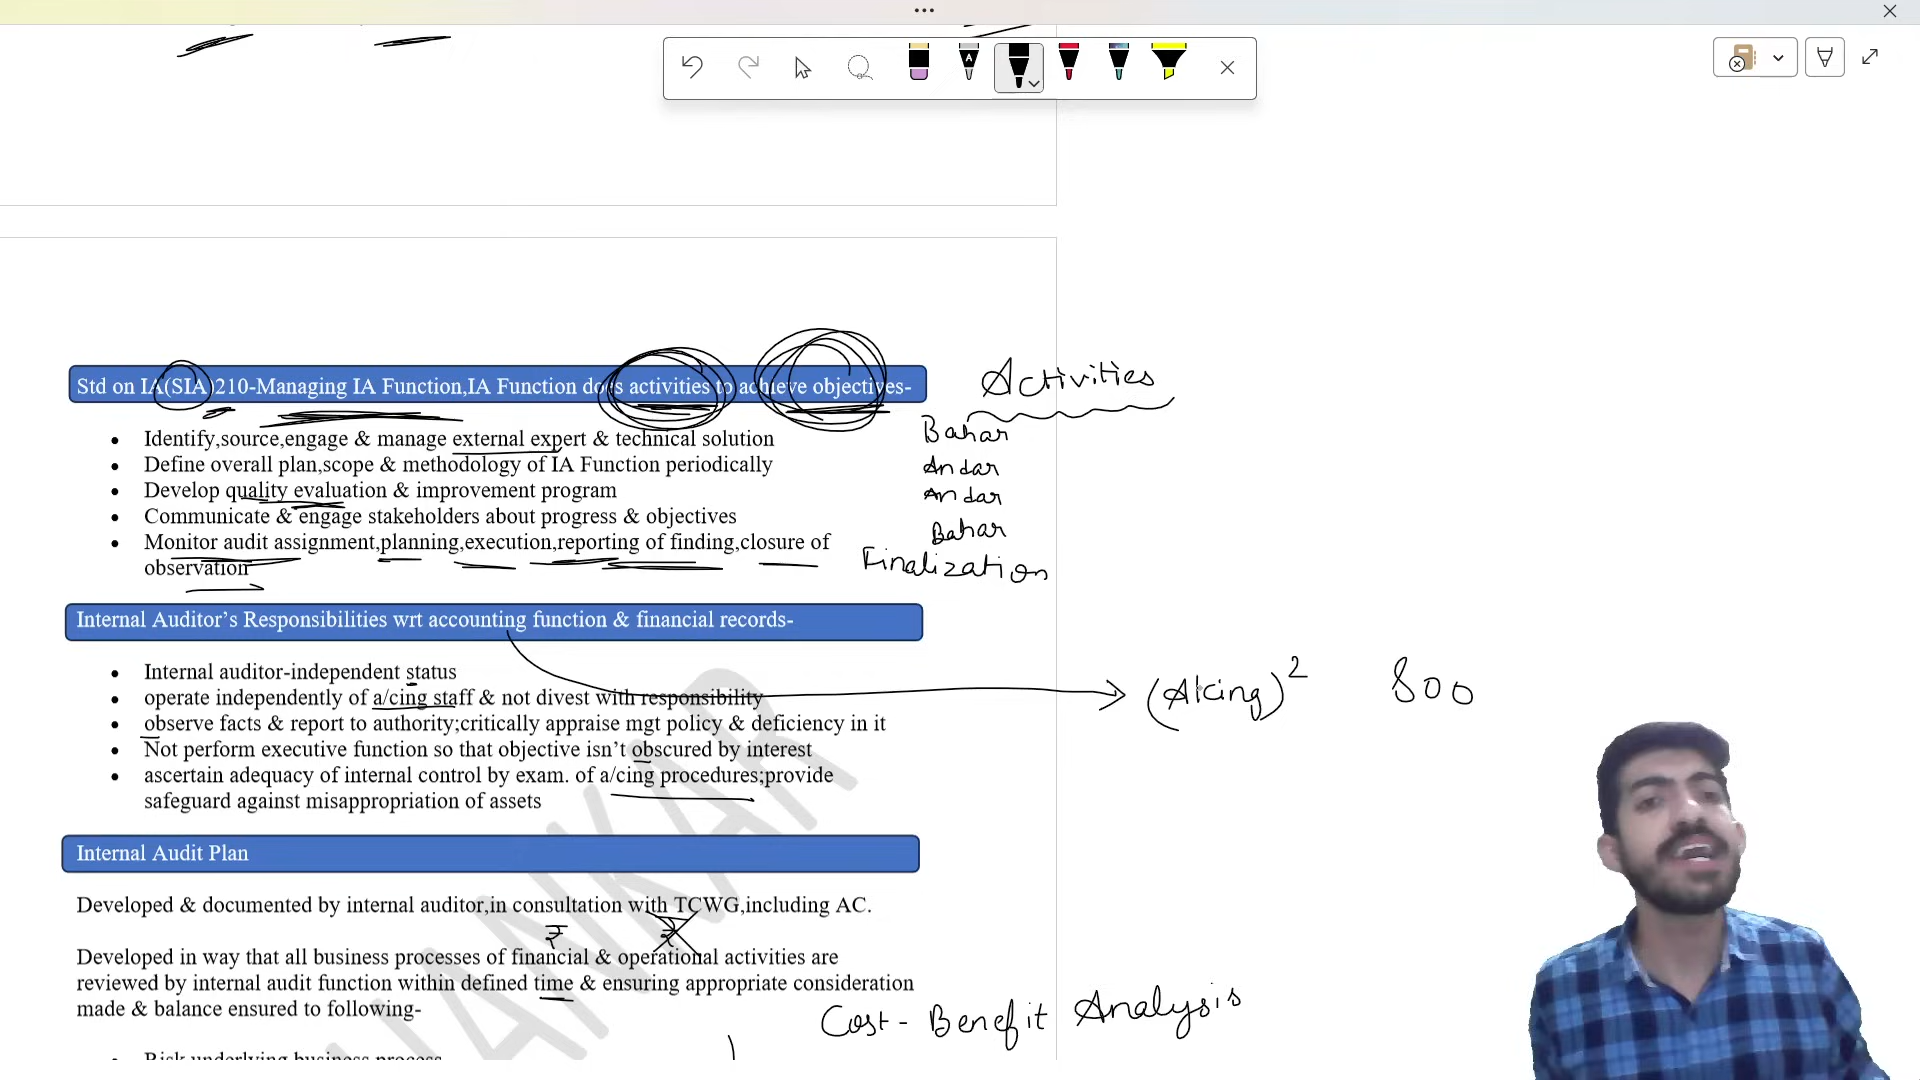 Std on IA(SIA)210-Managing IA Function,IA Function does activities to achieve objectives-
Activities
Identify,source,engage & manage external expert & technical solution
Bahar
Define overall plan,scope & methodology of IA Function periodically
Andar
Develop quality evaluation & improvement program
Andar
Communicate & engage stakeholders about progress & objectives
Bahar
Monitor audit assignment,planning,execution,reporting of finding,closure of
observation
Finalization
Internal Auditor's Responsibilities wrt accounting function & financial records-
Internal auditor-independent status
operate independently of a/cing staff & not divest with responsibility
(A/cing)² 800
observe facts & report to authority;critically appraise mgt policy & deficiency in it
Not perform executive function so that objective isn't obscured by interest
ascertain adequacy of internal control by exam. of a/cing procedures;provide
safeguard against misappropriation of assets
Internal Audit Plan
Developed & documented by internal auditor,in consultation with TCWG,including AC.
₹ ₹
Developed in way that all business processes of financial & operational activities are
reviewed by internal audit function within defined time & ensuring appropriate consideration
made & balance ensured to following-
Cost-Benefit Analysis
Risk underlying business process